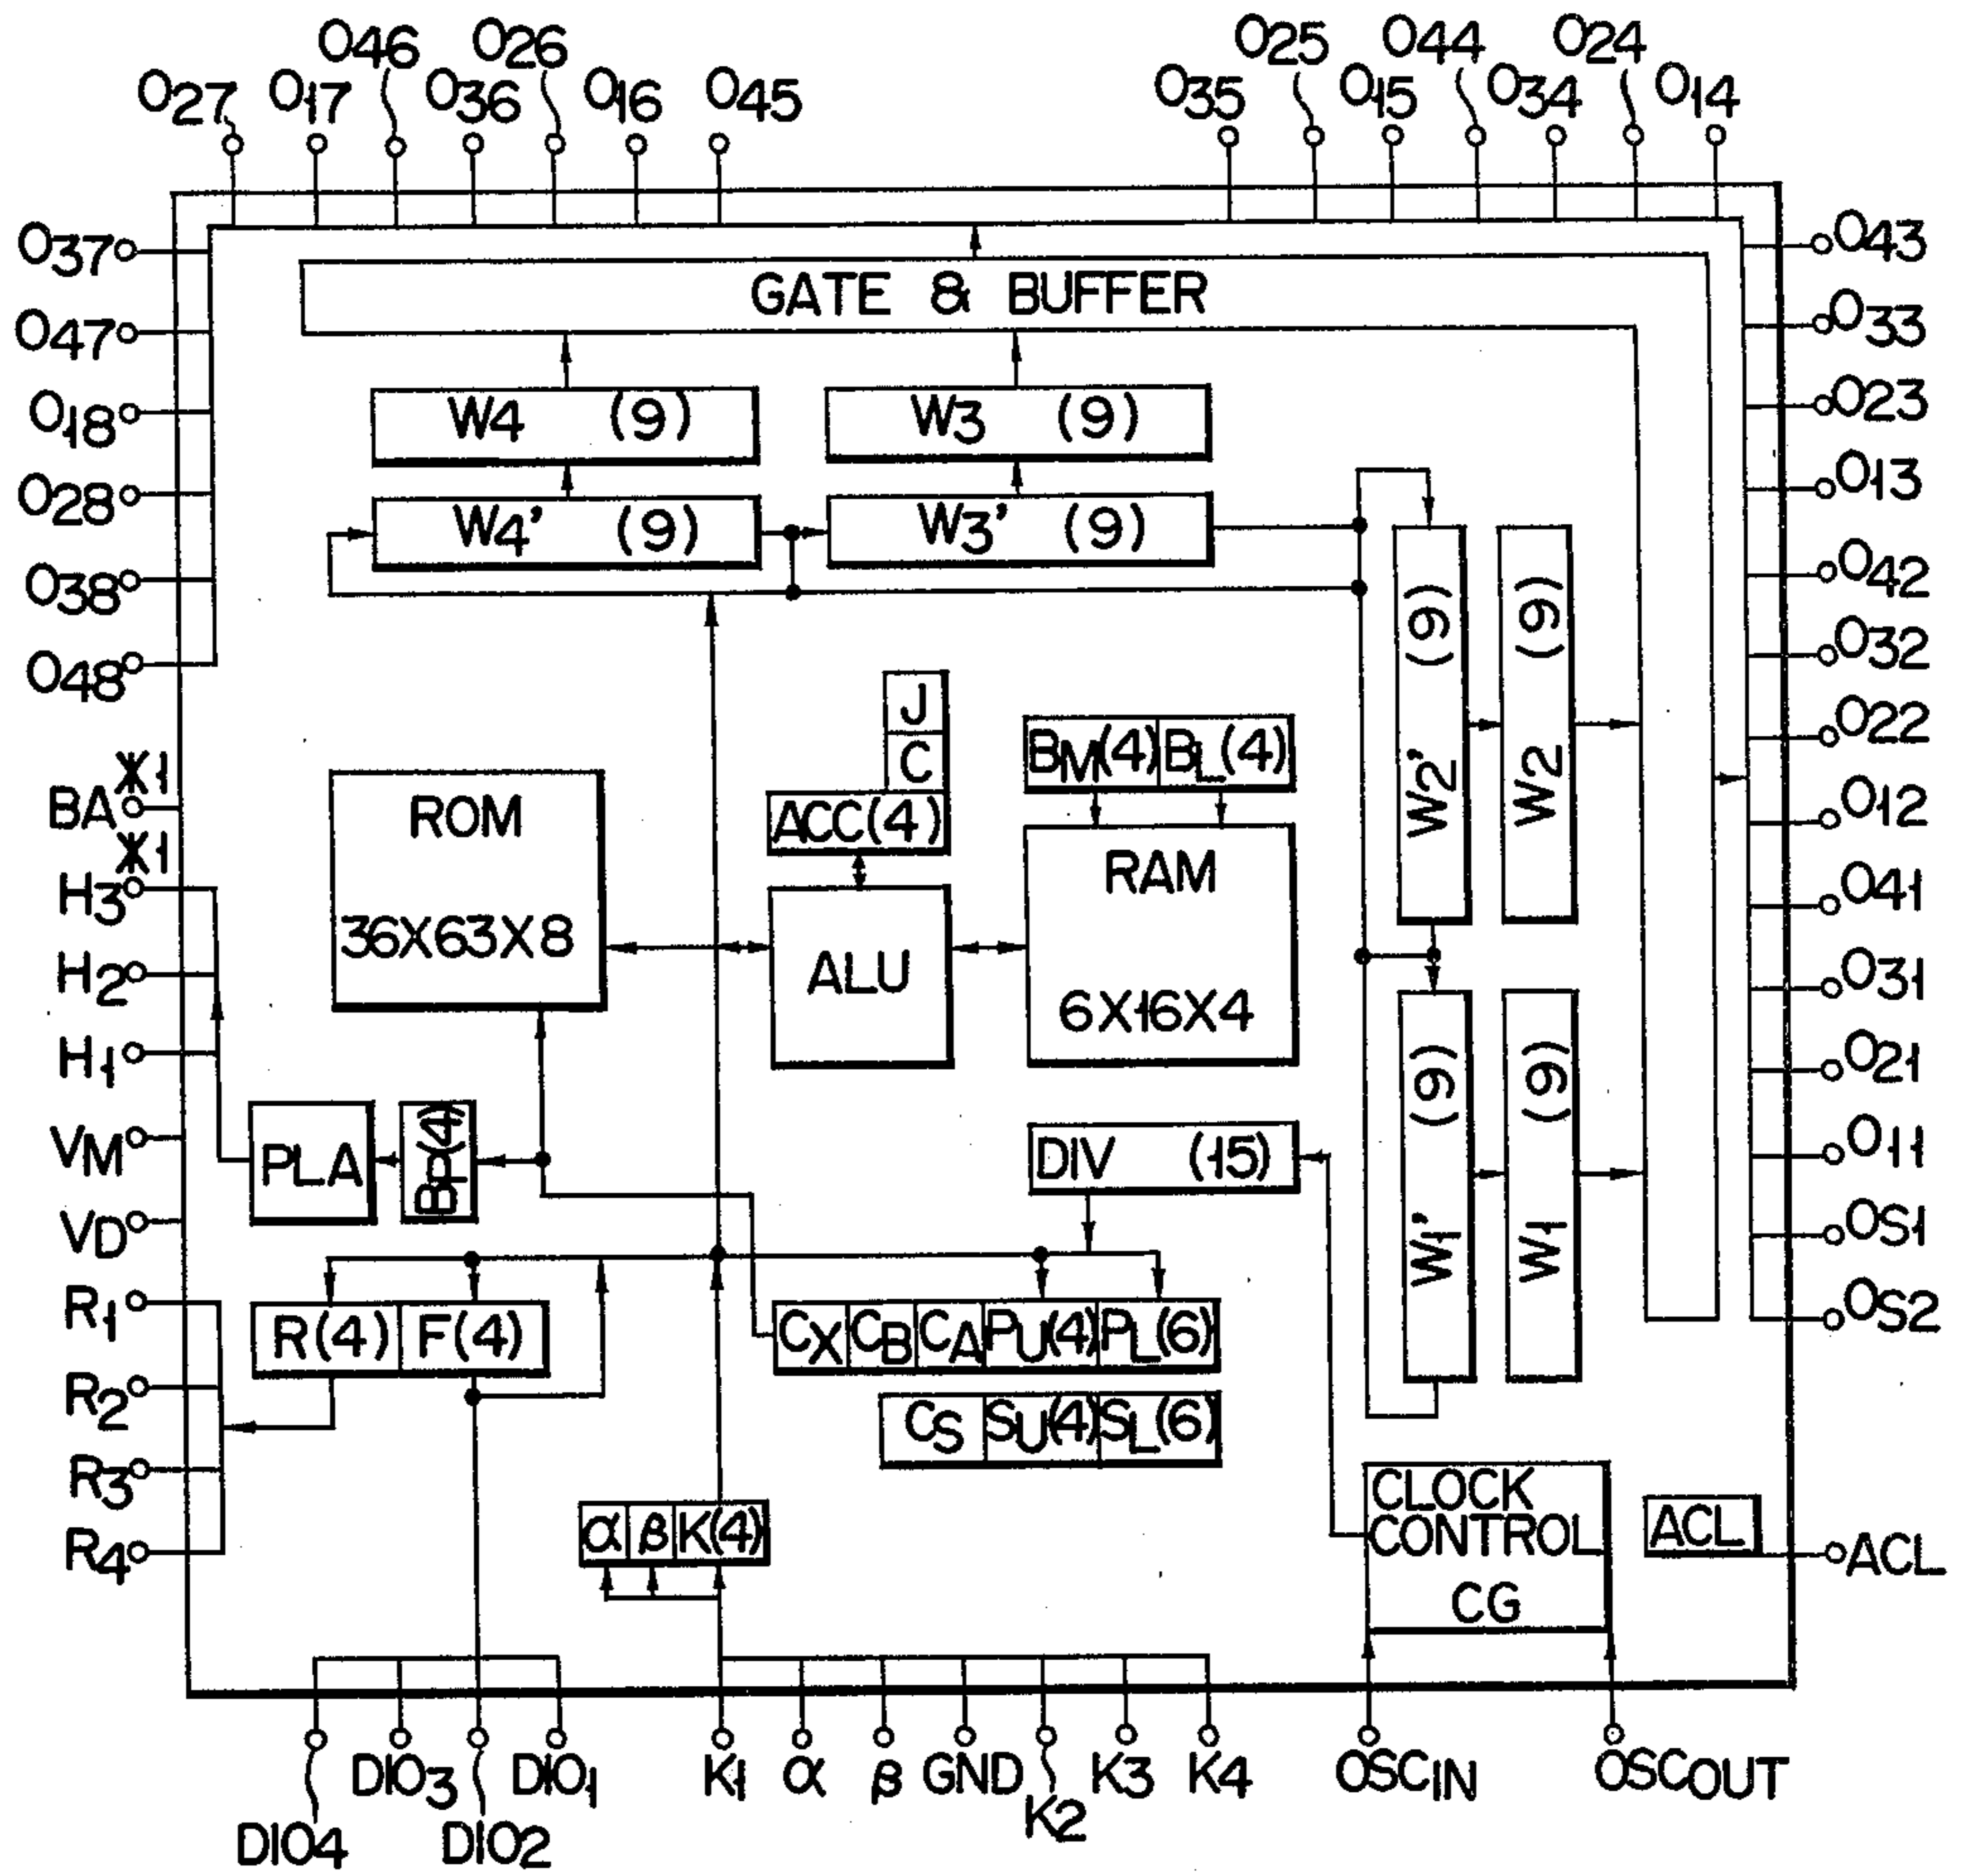 O46 O26 O25 O44 O24
O27 O17 O36 O16 O45 O35 O15 O34 O14
O37 O43
GATE & BUFFER
O47 O33
O18 W4 (9) W3 (9) O23
O28 W4' (9) W3' (9) O13
O38 O42
O48 O32
J
C
BM(4) BL(4)
W2' (9)
W2 (9)
O22
BA ※1
ROM
36X63X8
ACC(4)
RAM
6X16X4
O12
H3 ※1
O41
H2
ALU
O31
H1
O21
VM
PLA
BP(4)
DIV (15)
W1' (9)
W1 (9)
O11
VD
OS1
R1
R(4) F(4)
CX CB CA PU(4) PL(6)
OS2
R2
CS SU(4) SL(6)
R3
R4
α β K(4)
CLOCK
CONTROL
CG
ACL
ACL
DIO3 DIO1 K1 α β GND K3 K4 OSCIN OSCOUT
DIO4 DIO2 K2